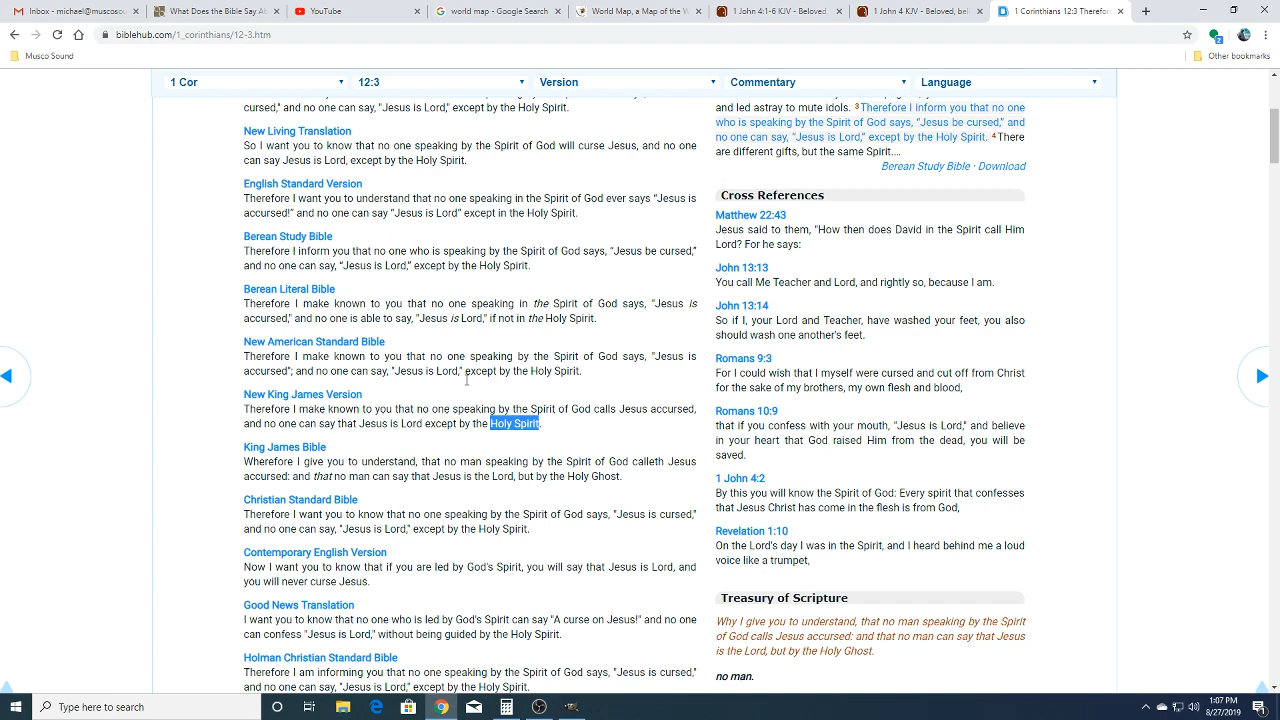 Inbox - michael@muscosou
What Does the Bible Say Ab
YouTube
world map - Google Search
World Map, a Map of the W
1 John 4:1-6 KJV - Beloved,
1 John 4 KJV - Beloved, bel
1 Corinthians 12:3 Therefor
biblehub.com/1_corinthians/12-3.htm
2
Musco Sound
Other bookmarks
1 Cor
12:3
Version
Commentary
Language
cursed," and no one can say, "Jesus is Lord," except by the Holy Spirit.
New Living Translation
So I want you to know that no one speaking by the Spirit of God will curse Jesus, and no one
can say Jesus is Lord, except by the Holy Spirit.
English Standard Version
Therefore I want you to understand that no one speaking in the Spirit of God ever says “Jesus is
accursed!” and no one can say “Jesus is Lord” except in the Holy Spirit.
Berean Study Bible
Therefore I inform you that no one who is speaking by the Spirit of God says, “Jesus be cursed,”
and no one can say, “Jesus is Lord,” except by the Holy Spirit.
Berean Literal Bible
Therefore I make known to you that no one speaking in the Spirit of God says, "Jesus is
accursed," and no one is able to say, "Jesus is Lord," if not in the Holy Spirit.
New American Standard Bible
Therefore I make known to you that no one speaking by the Spirit of God says, "Jesus is
accursed"; and no one can say, "Jesus is Lord," except by the Holy Spirit.
New King James Version
Therefore I make known to you that no one speaking by the Spirit of God calls Jesus accursed,
and no one can say that Jesus is Lord except by the Holy Spirit.
King James Bible
Wherefore I give you to understand, that no man speaking by the Spirit of God calleth Jesus
accursed: and that no man can say that Jesus is the Lord, but by the Holy Ghost.
Christian Standard Bible
Therefore I want you to know that no one speaking by the Spirit of God says, "Jesus is cursed,"
and no one can say, "Jesus is Lord," except by the Holy Spirit.
Contemporary English Version
Now I want you to know that if you are led by God's Spirit, you will say that Jesus is Lord, and
you will never curse Jesus.
Good News Translation
I want you to know that no one who is led by God's Spirit can say "A curse on Jesus!" and no one
can confess "Jesus is Lord," without being guided by the Holy Spirit.
Holman Christian Standard Bible
Therefore I am informing you that no one speaking by the Spirit of God says, "Jesus is cursed,"
and no one can say, "Jesus is Lord," except by the Holy Spirit.
and led astray to mute idols. 3Therefore I inform you that no one
who is speaking by the Spirit of God says, “Jesus be cursed,” and
no one can say, “Jesus is Lord,” except by the Holy Spirit. 4There
are different gifts, but the same Spirit.…
Berean Study Bible · Download
Cross References
Matthew 22:43
Jesus said to them, "How then does David in the Spirit call Him
Lord? For he says:
John 13:13
You call Me Teacher and Lord, and rightly so, because I am.
John 13:14
So if I, your Lord and Teacher, have washed your feet, you also
should wash one another's feet.
Romans 9:3
For I could wish that I myself were cursed and cut off from Christ
for the sake of my brothers, my own flesh and blood,
Romans 10:9
that if you confess with your mouth, "Jesus is Lord," and believe
in your heart that God raised Him from the dead, you will be
saved.
1 John 4:2
By this you will know the Spirit of God: Every spirit that confesses
that Jesus Christ has come in the flesh is from God,
Revelation 1:10
On the Lord's day I was in the Spirit, and I heard behind me a loud
voice like a trumpet,
Treasury of Scripture
Why I give you to understand, that no man speaking by the Spirit
of God calls Jesus accursed: and that no man can say that Jesus
is the Lord, but by the Holy Ghost.
no man.
Type here to search
1:07 PM
8/27/2019
1